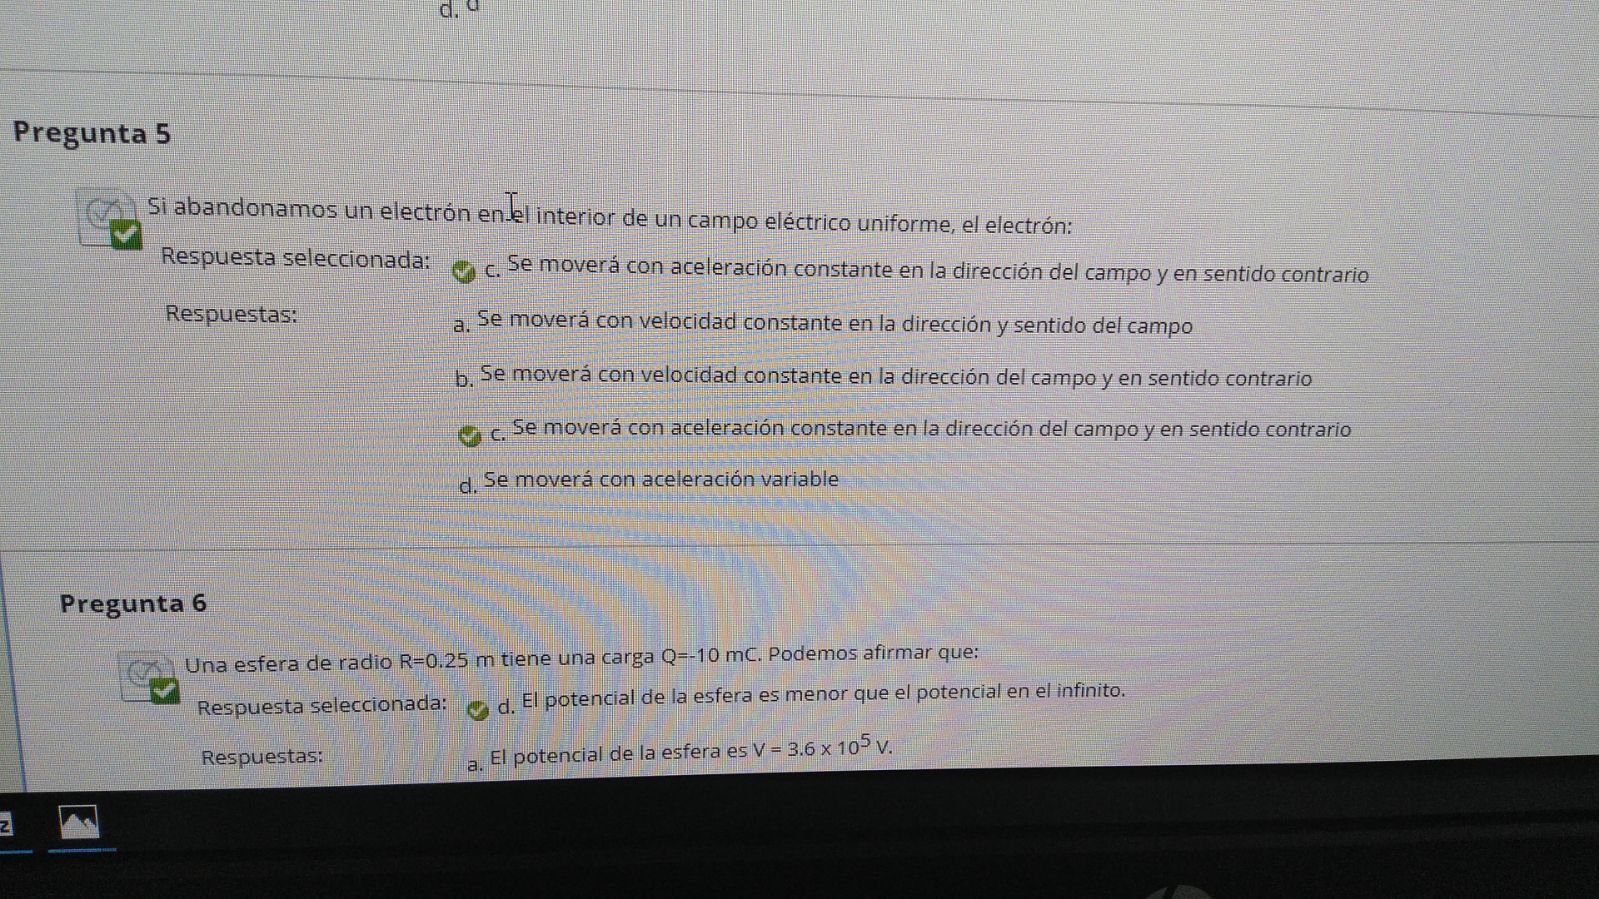 d.
Pregunta 5
Si abandonamos un electrón en el interior de un campo eléctrico uniforme, el electrón:
Respuesta seleccionada: c. Se moverá con aceleración constante en la dirección del campo y en sentido contrario
Respuestas: a. Se moverá con velocidad constante en la dirección y sentido del campo
b. Se moverá con velocidad constante en la dirección del campo y en sentido contrario
c. Se moverá con aceleración constante en la dirección del campo y en sentido contrario
d. Se moverá con aceleración variable
Pregunta 6
Una esfera de radio R=0.25 m tiene una carga Q=-10 mC. Podemos afirmar que:
Respuesta seleccionada: d. El potencial de la esfera es menor que el potencial en el infinito.
Respuestas: a. El potencial de la esfera es V = 3.6 x 10⁵ V.